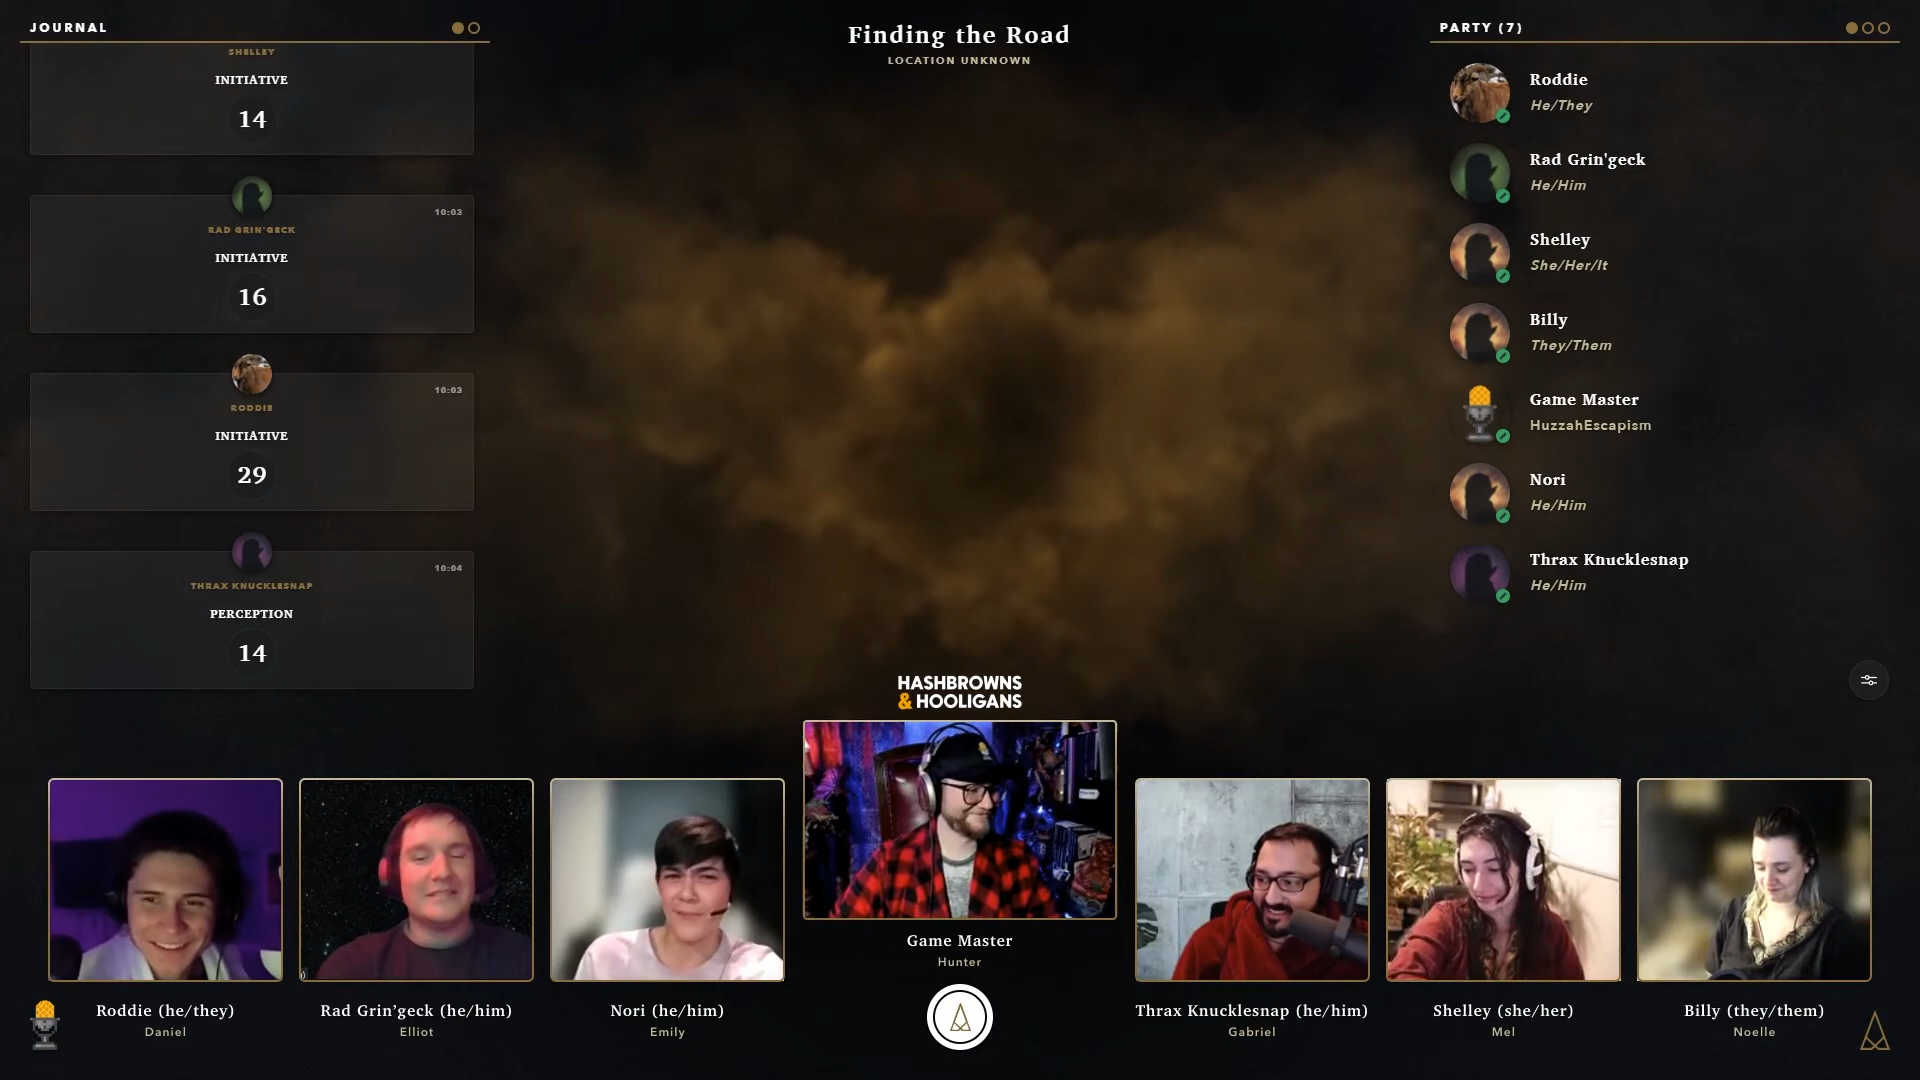 JOURNAL
SHELLEY
INITIATIVE
14
10:03
RAD GRIN'GECK
INITIATIVE
16
10:03
RODDIE
INITIATIVE
29
10:04
THRAX KNUCKLESNAP
PERCEPTION
14
Finding the Road
LOCATION UNKNOWN
PARTY (7)
Roddie
He/They
Rad Grin'geck
He/Him
Shelley
She/Her/It
Billy
They/Them
Game Master
HuzzahEscapism
Nori
He/Him
Thrax Knucklesnap
He/Him
HASHBROWNS
& HOOLIGANS
Roddie (he/they)
Daniel
Rad Grin’geck (he/him)
Elliot
Nori (he/him)
Emily
Game Master
Hunter
Thrax Knucklesnap (he/him)
Gabriel
Shelley (she/her)
Mel
Billy (they/them)
Noelle